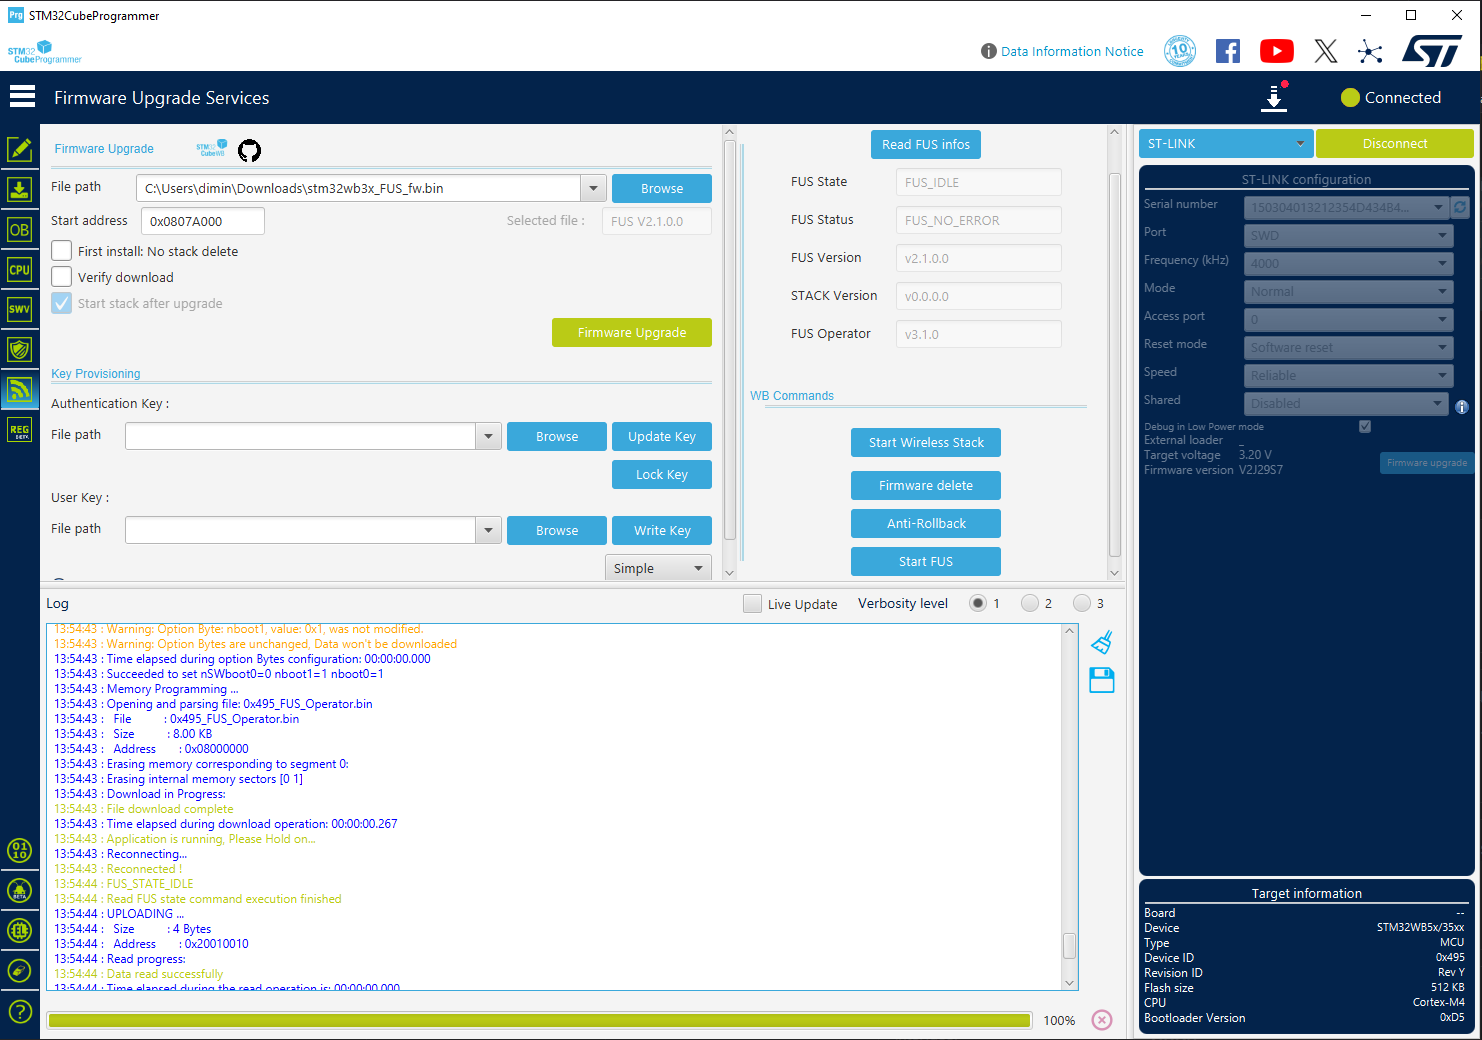 Prg STM32CubeProgrammer
STM32 CubeProgrammer
Data Information Notice
10 YEARS
Firmware Upgrade Services
Connected
Firmware Upgrade
STM32 CubeWB
File path
C:\Users\dimin\Downloads\stm32wb3x_FUS_fw.bin
Browse
Start address
0x0807A000
Selected file :
FUS V2.1.0.0
First install: No stack delete
Verify download
Start stack after upgrade
Firmware Upgrade
Key Provisioning
Authentication Key :
File path
Browse
Update Key
Lock Key
User Key :
File path
Browse
Write Key
Simple
Read FUS infos
FUS State
FUS_IDLE
FUS Status
FUS_NO_ERROR
FUS Version
v2.1.0.0
STACK Version
v0.0.0.0
FUS Operator
v3.1.0
WB Commands
Start Wireless Stack
Firmware delete
Anti-Rollback
Start FUS
OB
CPU
SWV
REG
BETA
01
10
BETA
EL
?
Log
Live Update
Verbosity level
1
2
3
13:54:43 : Warning: Option Byte: nboot1, value: 0x1, was not modified.
13:54:43 : Warning: Option Bytes are unchanged, Data won't be downloaded
13:54:43 : Time elapsed during option Bytes configuration: 00:00:00.000
13:54:43 : Succeeded to set nSWboot0=0 nboot1=1 nboot0=1
13:54:43 : Memory Programming ...
13:54:43 : Opening and parsing file: 0x495_FUS_Operator.bin
13:54:43 : File : 0x495_FUS_Operator.bin
13:54:43 : Size : 8.00 KB
13:54:43 : Address : 0x08000000
13:54:43 : Erasing memory corresponding to segment 0:
13:54:43 : Erasing internal memory sectors [0 1]
13:54:43 : Download in Progress:
13:54:43 : File download complete
13:54:43 : Time elapsed during download operation: 00:00:00.267
13:54:43 : Application is running, Please Hold on...
13:54:43 : Reconnecting...
13:54:43 : Reconnected !
13:54:44 : FUS_STATE_IDLE
13:54:44 : Read FUS state command execution finished
13:54:44 : UPLOADING ...
13:54:44 : Size : 4 Bytes
13:54:44 : Address : 0x20010010
13:54:44 : Read progress:
13:54:44 : Data read successfully
13:54:44 : Time elapsed during the read operation is: 00:00:00.000
100%
ST-LINK
Disconnect
ST-LINK configuration
Serial number
150304013212354D434B4...
Port
SWD
Frequency (kHz)
4000
Mode
Normal
Access port
0
Reset mode
Software reset
Speed
Reliable
Shared
Disabled
Debug in Low Power mode
External loader _
Target voltage 3.20 V
Firmware version V2J29S7
Firmware upgrade
Target information
Board --
Device STM32WB5x/35xx
Type MCU
Device ID 0x495
Revision ID Rev Y
Flash size 512 KB
CPU Cortex-M4
Bootloader Version 0xD5